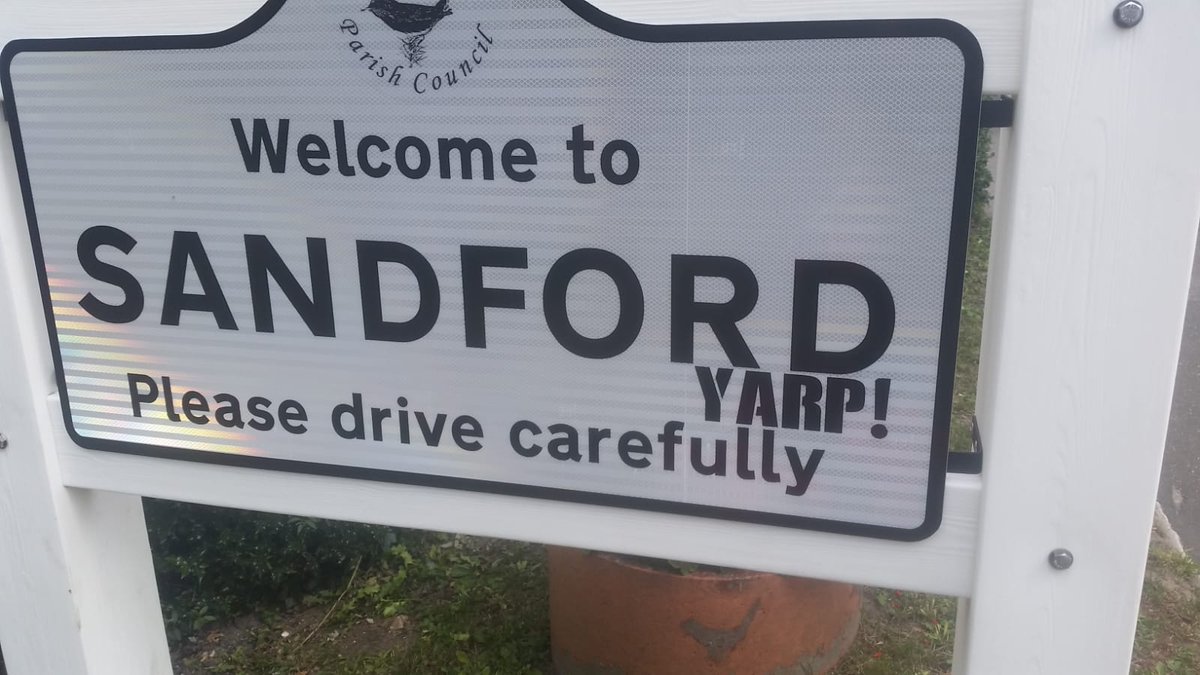 Parish Council
Welcome to
SANDFORD
YARP!
Please drive carefully